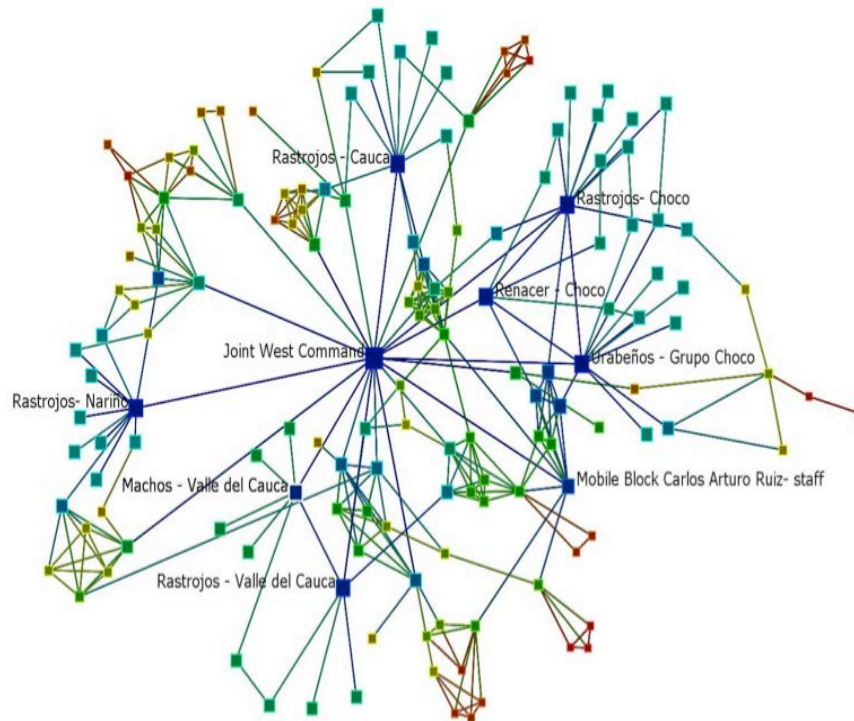 Rastrojos - Cauca
Rastrojos- Choco
Renacer - Choco
Joint West Command
Urabeños - Grupo Choco
Rastrojos- Nariño
Machos - Valle del Cauca
Mobile Block Carlos Arturo Ruiz- staff
Rastrojos - Valle del Cauca